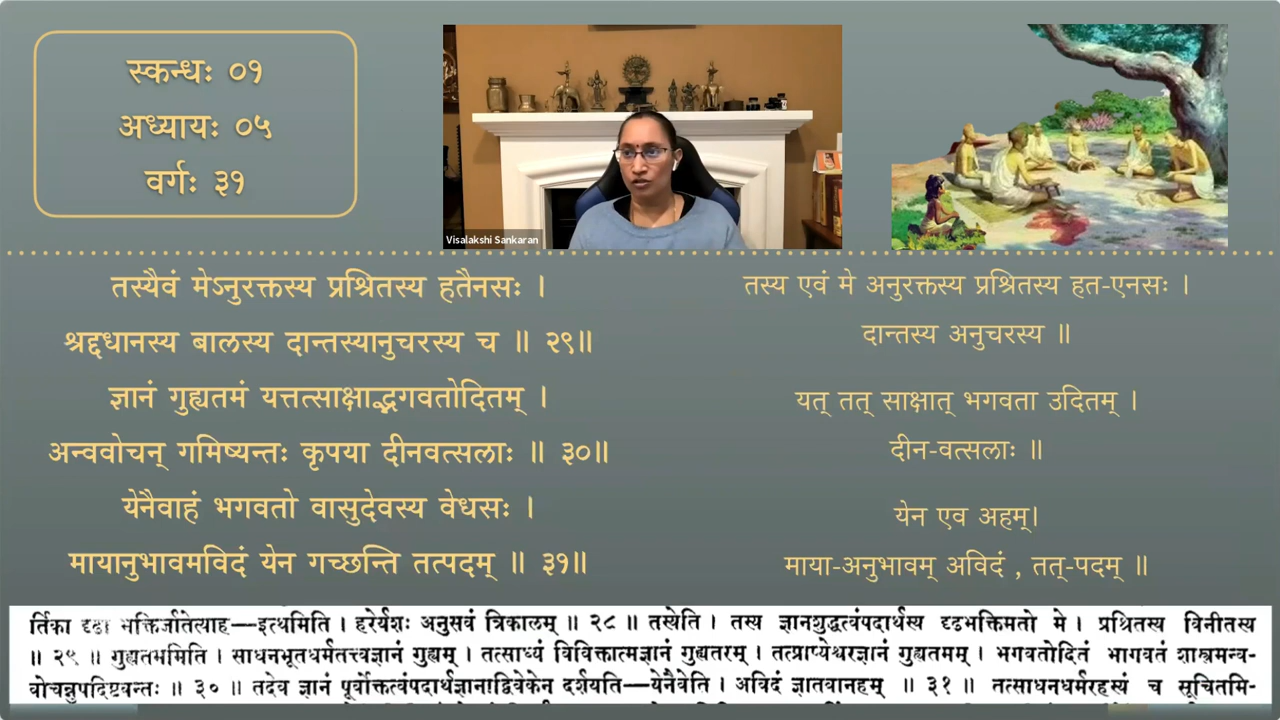 स्कन्धः ०१
अध्यायः ०५
वर्गः ३१
Visalakshi Sankaran
तस्यैवं मेऽनुरक्तस्य प्रश्रितस्य हतैनसः ।
श्रद्दधानस्य बालस्य दान्तस्यानुचरस्य च ॥ २९॥
ज्ञानं गुह्यतमं यत्तत्साक्षाद्भगवतोदितम् ।
अन्ववोचन् गमिष्यन्तः कृपया दीनवत्सलाः ॥ ३०॥
येनैवाहं भगवतो वासुदेवस्य वेधसः ।
मायानुभावमविदं येन गच्छन्ति तत्पदम् ॥ ३१॥
तस्य एवं मे अनुरक्तस्य प्रश्रितस्य हत-एनसः ।
दान्तस्य अनुचरस्य ॥
यत् तत् साक्षात् भगवता उदितम् ।
दीन-वत्सलाः ॥
येन एव अहम्।
माया-अनुभावम् अविदं , तत्-पदम् ॥
र्तिका दृढा भक्तिर्जातेत्याह—इत्थमिति । हरेर्यशः अनुसवं त्रिकालम् ॥ २८ ॥ तस्येति । तस्य ज्ञानशुद्धत्वंपदार्थस्य दृढभक्तिमतो मे । प्रश्रितस्य विनीतस्य
॥ २९ ॥ गुह्यतभमिति । साधनभूतधर्मतत्त्वज्ञानं गुह्यम् । तत्साध्यं विविक्तात्मज्ञानं गुह्यतरम् । तत्प्राप्येश्वरज्ञानं गुह्यतमम् । भगवतोदितं भागवतं शास्त्रमन्व-
वोचन्नुपदिष्टवन्तः ॥ ३० ॥ तदेव ज्ञानं पूर्वोक्तत्वंपदार्थज्ञानाद्विवेकेन दर्शयति—येनैवेति । अविदं ज्ञातवानहम् ॥ ३१ ॥ तत्साधनधर्मरहस्यं च सूचितमि-